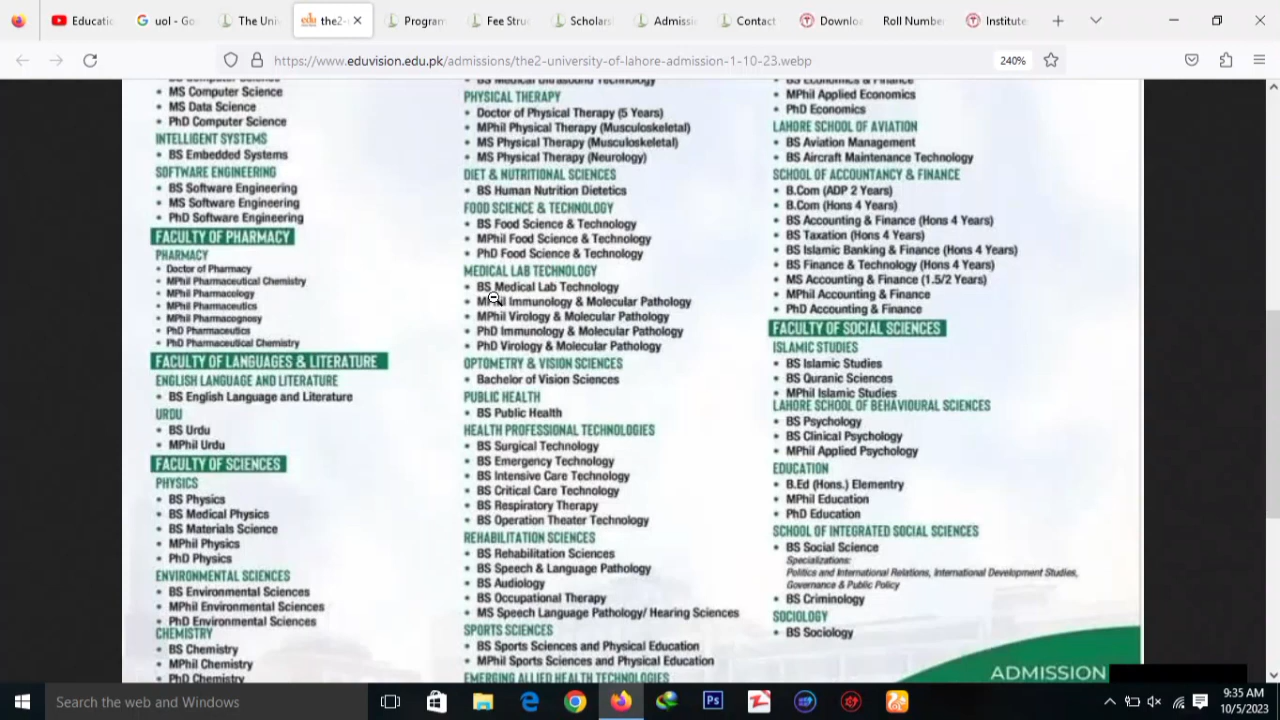 Educatio
uol - Go
The Uni
the2-u
Program
Fee Stru
Scholars
Admissi
Contact
Downlo
Roll Numbe
Institute
https://www.eduvision.edu.pk/admissions/the2-university-of-lahore-admission-1-10-23.webp
240%
• BS Computer Science
• MS Computer Science
• MS Data Science
• PhD Computer Science
INTELLIGENT SYSTEMS
• BS Embedded Systems
SOFTWARE ENGINEERING
• BS Software Engineering
• MS Software Engineering
• PhD Software Engineering
FACULTY OF PHARMACY
PHARMACY
• Doctor of Pharmacy
• MPhil Pharmaceutical Chemistry
• MPhil Pharmacology
• MPhil Pharmaceutics
• MPhil Pharmacognosy
• PhD Pharmaceutics
• PhD Pharmaceutical Chemistry
FACULTY OF LANGUAGES & LITERATURE
ENGLISH LANGUAGE AND LITERATURE
• BS English Language and Literature
URDU
• BS Urdu
• MPhil Urdu
FACULTY OF SCIENCES
PHYSICS
• BS Physics
• BS Medical Physics
• BS Materials Science
• MPhil Physics
• PhD Physics
ENVIRONMENTAL SCIENCES
• BS Environmental Sciences
• MPhil Environmental Sciences
• PhD Environmental Sciences
CHEMISTRY
• BS Chemistry
• MPhil Chemistry
• PhD Chemistry
• BS Medical Ultrasound Technology
PHYSICAL THERAPY
• Doctor of Physical Therapy (5 Years)
• MPhil Physical Therapy (Musculoskeletal)
• MS Physical Therapy (Musculoskeletal)
• MS Physical Therapy (Neurology)
DIET & NUTRITIONAL SCIENCES
• BS Human Nutrition Dietetics
FOOD SCIENCE & TECHNOLOGY
• BS Food Science & Technology
• MPhil Food Science & Technology
• PhD Food Science & Technology
MEDICAL LAB TECHNOLOGY
• BS Medical Lab Technology
• MPhil Immunology & Molecular Pathology
• MPhil Virology & Molecular Pathology
• PhD Immunology & Molecular Pathology
• PhD Virology & Molecular Pathology
OPTOMETRY & VISION SCIENCES
• Bachelor of Vision Sciences
PUBLIC HEALTH
• BS Public Health
HEALTH PROFESSIONAL TECHNOLOGIES
• BS Surgical Technology
• BS Emergency Technology
• BS Intensive Care Technology
• BS Critical Care Technology
• BS Respiratory Therapy
• BS Operation Theater Technology
REHABILITATION SCIENCES
• BS Rehabilitation Sciences
• BS Speech & Language Pathology
• BS Audiology
• BS Occupational Therapy
• MS Speech Language Pathology/ Hearing Sciences
SPORTS SCIENCES
• BS Sports Sciences and Physical Education
• MPhil Sports Sciences and Physical Education
EMERGING ALLIED HEALTH TECHNOLOGIES
• BS Economics & Finance
• MPhil Applied Economics
• PhD Economics
LAHORE SCHOOL OF AVIATION
• BS Aviation Management
• BS Aircraft Maintenance Technology
SCHOOL OF ACCOUNTANCY & FINANCE
• B.Com (ADP 2 Years)
• B.Com (Hons 4 Years)
• BS Accounting & Finance (Hons 4 Years)
• BS Taxation (Hons 4 Years)
• BS Islamic Banking & Finance (Hons 4 Years)
• BS Finance & Technology (Hons 4 Years)
• MS Accounting & Finance (1.5/2 Years)
• MPhil Accounting & Finance
• PhD Accounting & Finance
FACULTY OF SOCIAL SCIENCES
ISLAMIC STUDIES
• BS Islamic Studies
• BS Quranic Sciences
• MPhil Islamic Studies
LAHORE SCHOOL OF BEHAVIOURAL SCIENCES
• BS Psychology
• BS Clinical Psychology
• MPhil Applied Psychology
EDUCATION
• B.Ed (Hons.) Elementry
• MPhil Education
• PhD Education
SCHOOL OF INTEGRATED SOCIAL SCIENCES
• BS Social Science
Specializations:
Politics and International Relations, International Development Studies,
Governance & Public Policy
• BS Criminology
SOCIOLOGY
• BS Sociology
ADMISSION
Search the web and Windows
9:35 AM
10/5/2023